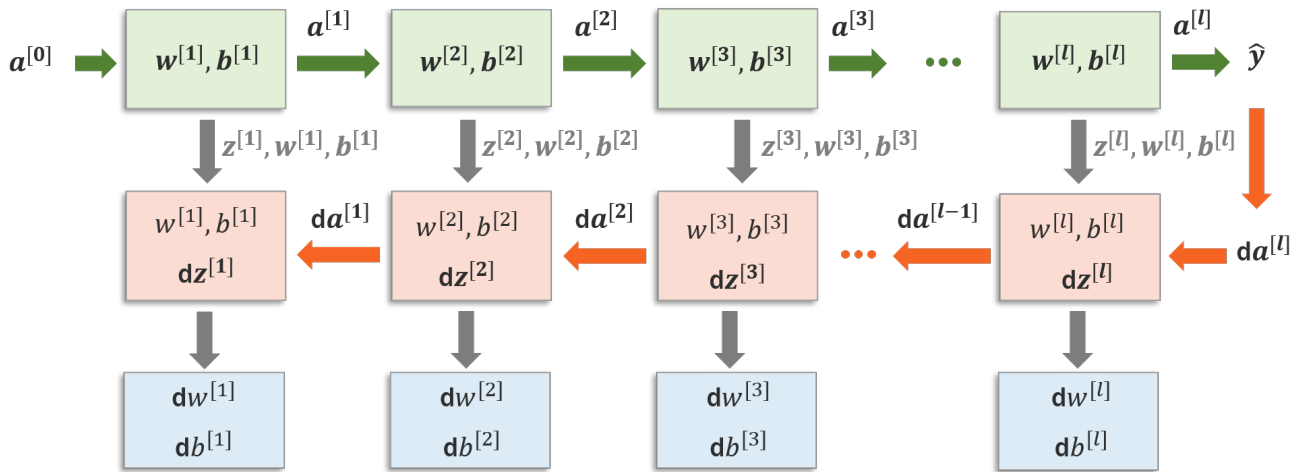 a^{[1]} a^{[2]} a^{[3]} a^{[l]}
a^{[0]} w^{[1]}, b^{[1]} w^{[2]}, b^{[2]} w^{[3]}, b^{[3]} ••• w^{[l]}, b^{[l]} ŷ
z^{[1]}, w^{[1]}, b^{[1]} z^{[2]}, w^{[2]}, b^{[2]} z^{[3]}, w^{[3]}, b^{[3]} z^{[l]}, w^{[l]}, b^{[l]}
w^{[1]}, b^{[1]} da^{[1]} w^{[2]}, b^{[2]} da^{[2]} w^{[3]}, b^{[3]} da^{[l-1]} w^{[l]}, b^{[l]}
dz^{[1]} dz^{[2]} dz^{[3]} ••• dz^{[l]} da^{[l]}
dw^{[1]} dw^{[2]} dw^{[3]} dw^{[l]}
db^{[1]} db^{[2]} db^{[3]} db^{[l]}